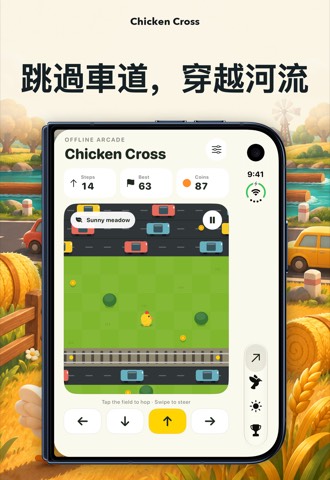 Chicken Cross
跳過車道，穿越河流
OFFLINE ARCADE
Chicken Cross
9:41
Steps
14
Best
63
Coins
87
Sunny meadow
Tap the field to hop · Swipe to steer